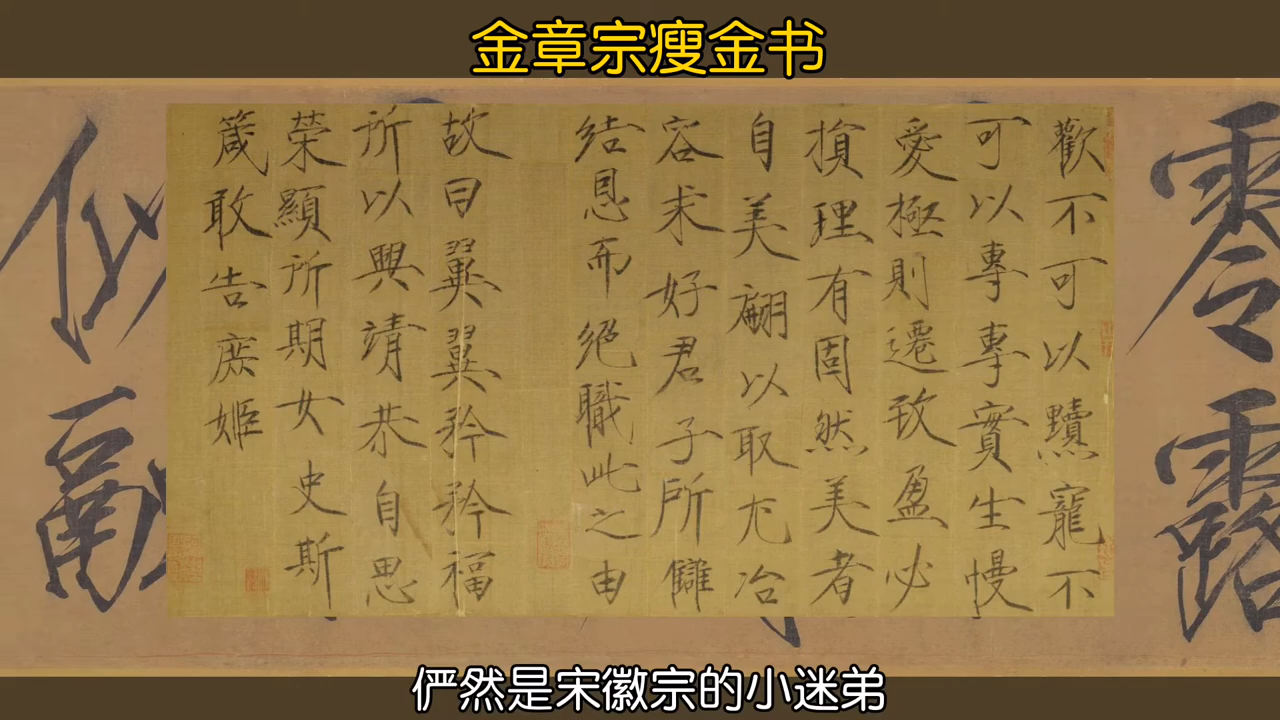 金章宗瘦金书
歡不可以黷寵不
可以專專實生慢
愛極則遷致盈必
損理有固然美者
自美翩以取尤冶
容求好君子所讎
結恩而絕職此之由
故曰翼翼矜矜福
所以興靖恭自思
榮顯所期女史斯
箴敢告庶姬
零露
俨然是宋徽宗的小迷弟